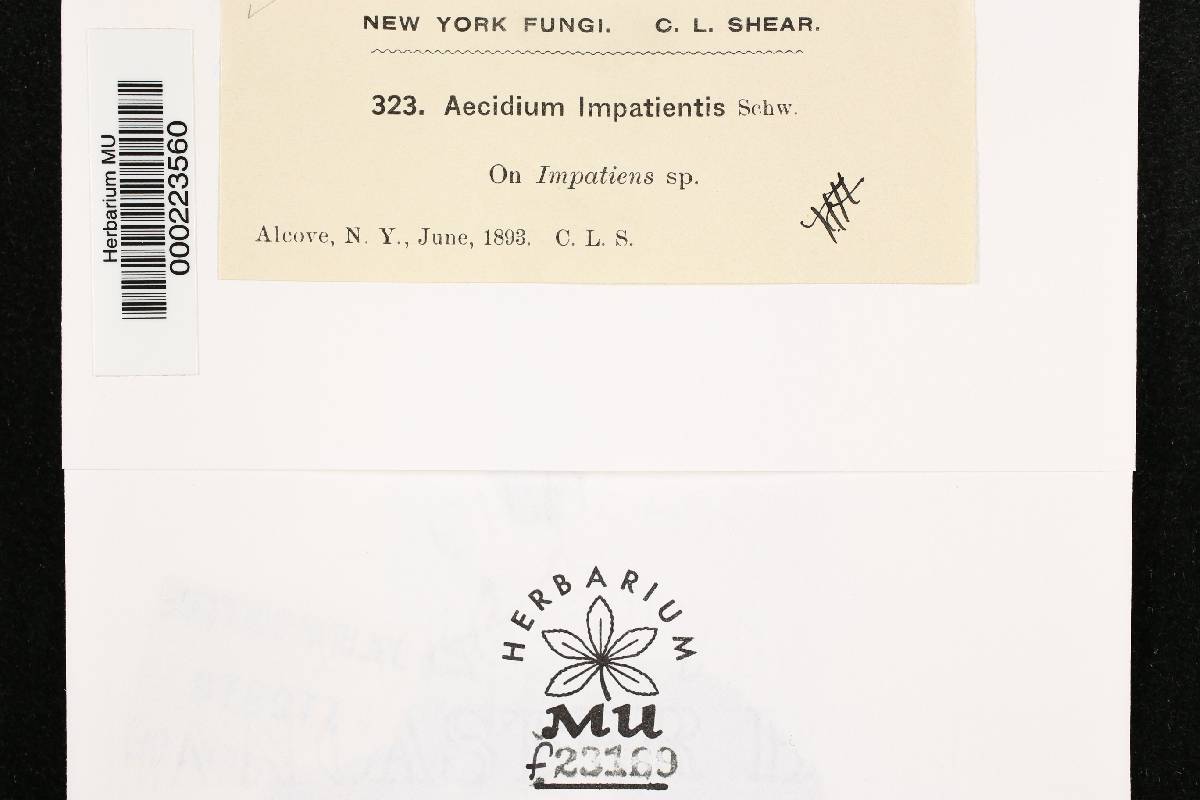 NEW YORK FUNGI. C. L. SHEAR.
323. Aecidium Impatientis Schw.
On Impatiens sp.
Alcove, N. Y., June, 1893. C. L. S.
Herbarium MU
000223560
HERBARIUM
MU